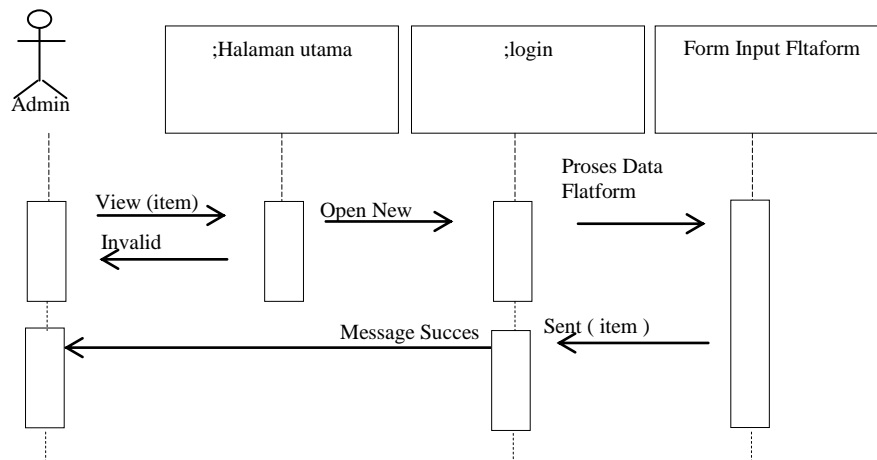 Admin
;Halaman utama
;login
Form Input Fltaform
View (item)
Invalid
Open New
Proses Data
Flatform
Message Succes
Sent ( item )